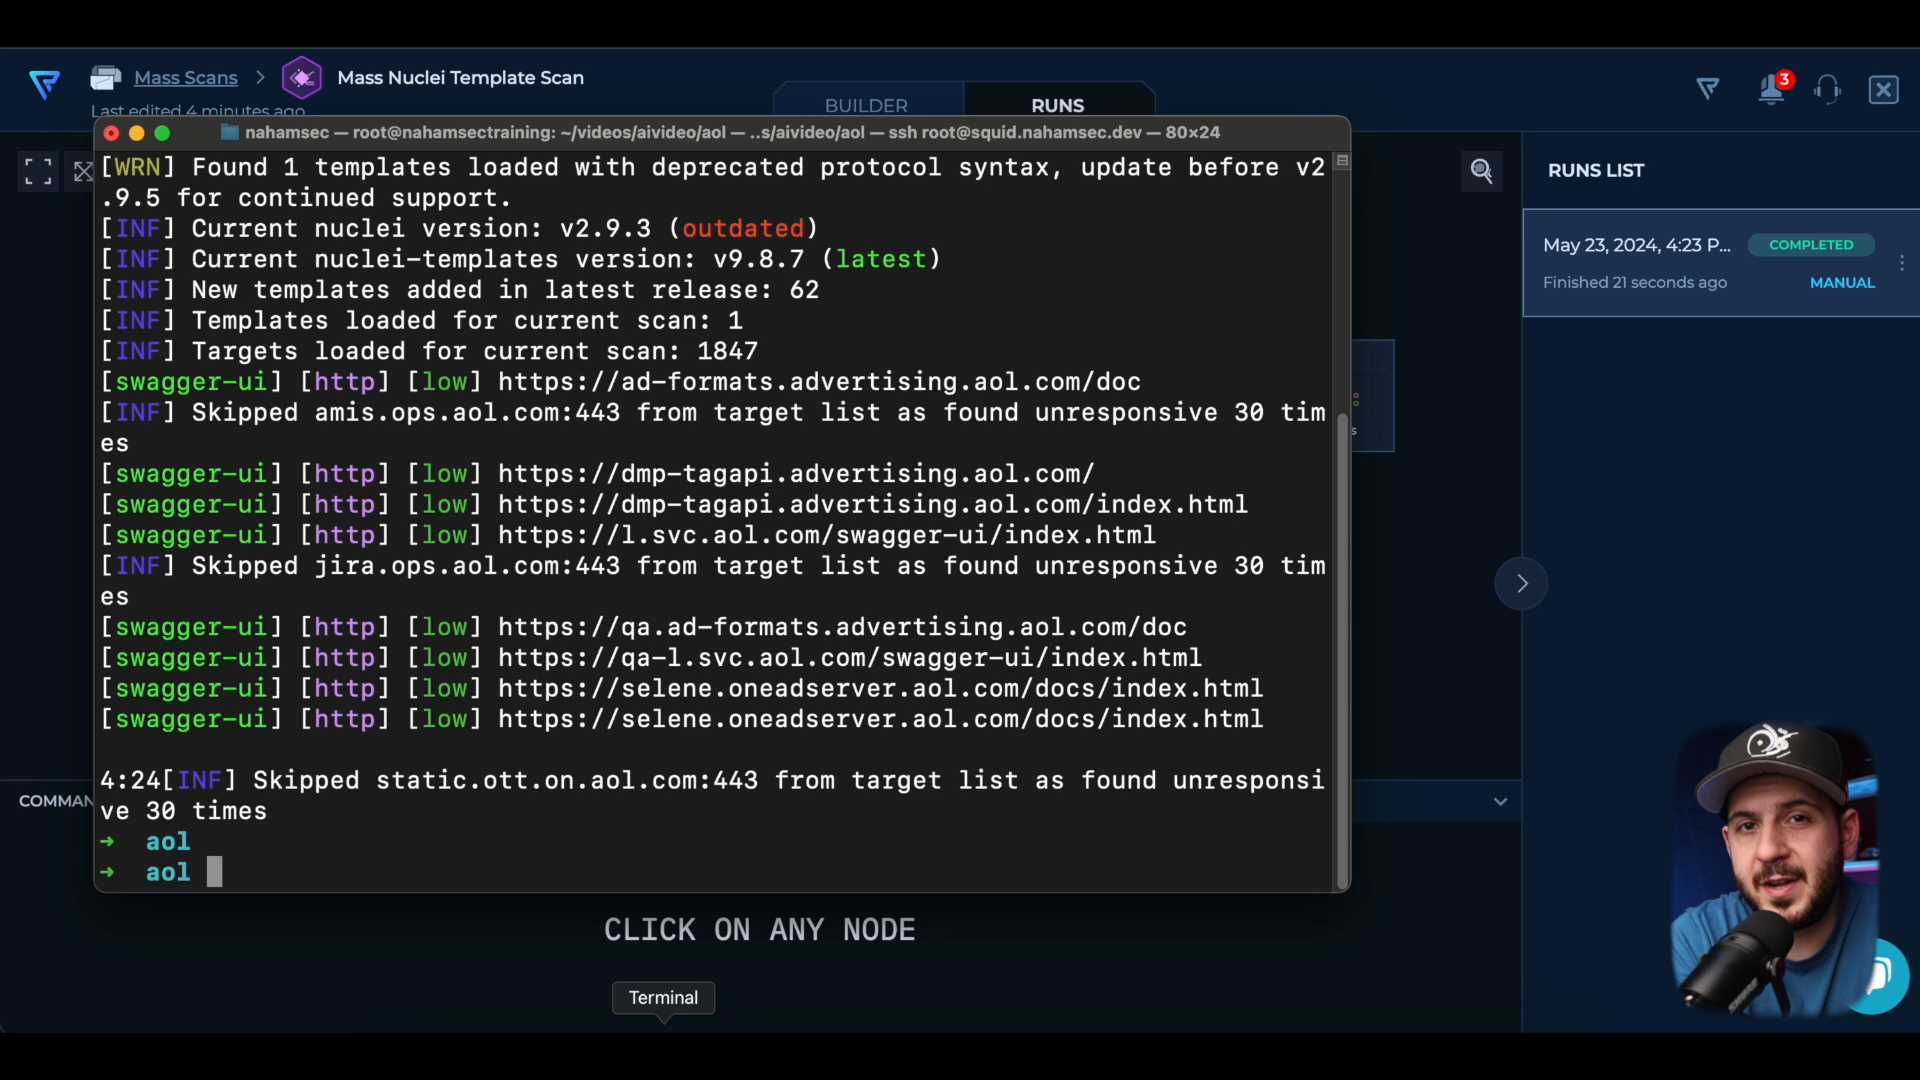 Mass Scans > Mass Nuclei Template Scan
Last edited 4 minutes ago
BUILDER
RUNS
3
nahamsec — root@nahamsectraining: ~/videos/aivideo/aol — ..s/aivideo/aol — ssh root@squid.nahamsec.dev — 80×24
[WRN] Found 1 templates loaded with deprecated protocol syntax, update before v2
.9.5 for continued support.
[INF] Current nuclei version: v2.9.3 (outdated)
[INF] Current nuclei-templates version: v9.8.7 (latest)
[INF] New templates added in latest release: 62
[INF] Templates loaded for current scan: 1
[INF] Targets loaded for current scan: 1847
[swagger-ui] [http] [low] https://ad-formats.advertising.aol.com/doc
[INF] Skipped amis.ops.aol.com:443 from target list as found unresponsive 30 tim
es
[swagger-ui] [http] [low] https://dmp-tagapi.advertising.aol.com/
[swagger-ui] [http] [low] https://dmp-tagapi.advertising.aol.com/index.html
[swagger-ui] [http] [low] https://l.svc.aol.com/swagger-ui/index.html
[INF] Skipped jira.ops.aol.com:443 from target list as found unresponsive 30 tim
es
[swagger-ui] [http] [low] https://qa.ad-formats.advertising.aol.com/doc
[swagger-ui] [http] [low] https://qa-l.svc.aol.com/swagger-ui/index.html
[swagger-ui] [http] [low] https://selene.oneadserver.aol.com/docs/index.html
[swagger-ui] [http] [low] https://selene.oneadserver.aol.com/docs/index.html
4:24[INF] Skipped static.ott.on.aol.com:443 from target list as found unresponsi
ve 30 times
→ aol
→ aol
RUNS LIST
May 23, 2024, 4:23 P...
COMPLETED
Finished 21 seconds ago
MANUAL
COMMAN
CLICK ON ANY NODE
Terminal